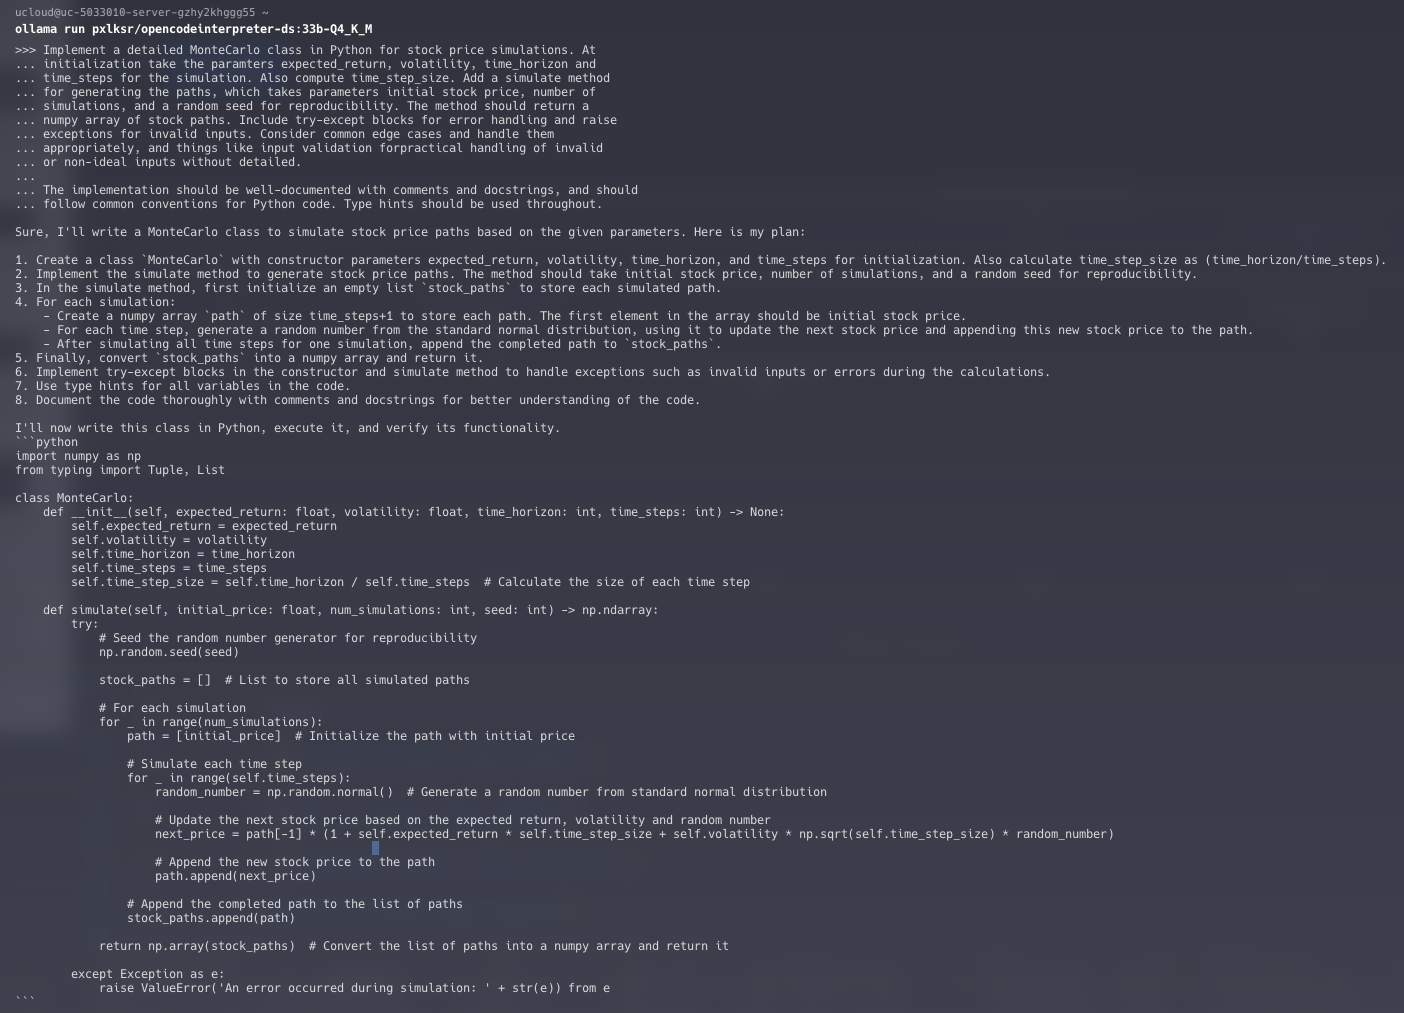 ucloud@uc-5033010-server-gzhy2khggg55 ~
ollama run pxlksr/opencodeinterpreter-ds:33b-Q4_K_M
>>> Implement a detailed MonteCarlo class in Python for stock price simulations. At
... initialization take the paramters expected_return, volatility, time_horizon and
... time_steps for the simulation. Also compute time_step_size. Add a simulate method
... for generating the paths, which takes parameters initial stock price, number of
... simulations, and a random seed for reproducibility. The method should return a
... numpy array of stock paths. Include try-except blocks for error handling and raise
... exceptions for invalid inputs. Consider common edge cases and handle them
... appropriately, and things like input validation forpractical handling of invalid
... or non-ideal inputs without detailed.
...
... The implementation should be well-documented with comments and docstrings, and should
... follow common conventions for Python code. Type hints should be used throughout.

Sure, I'll write a MonteCarlo class to simulate stock price paths based on the given parameters. Here is my plan:

1. Create a class `MonteCarlo` with constructor parameters expected_return, volatility, time_horizon, and time_steps for initialization. Also calculate time_step_size as (time_horizon/time_steps).
2. Implement the simulate method to generate stock price paths. The method should take initial stock price, number of simulations, and a random seed for reproducibility.
3. In the simulate method, first initialize an empty list `stock_paths` to store each simulated path.
4. For each simulation:
    - Create a numpy array `path` of size time_steps+1 to store each path. The first element in the array should be initial stock price.
    - For each time step, generate a random number from the standard normal distribution, using it to update the next stock price and appending this new stock price to the path.
    - After simulating all time steps for one simulation, append the completed path to `stock_paths`.
5. Finally, convert `stock_paths` into a numpy array and return it.
6. Implement try-except blocks in the constructor and simulate method to handle exceptions such as invalid inputs or errors during the calculations.
7. Use type hints for all variables in the code.
8. Document the code thoroughly with comments and docstrings for better understanding of the code.

I'll now write this class in Python, execute it, and verify its functionality.
```python
import numpy as np
from typing import Tuple, List

class MonteCarlo:
    def __init__(self, expected_return: float, volatility: float, time_horizon: int, time_steps: int) -> None:
        self.expected_return = expected_return
        self.volatility = volatility
        self.time_horizon = time_horizon
        self.time_steps = time_steps
        self.time_step_size = self.time_horizon / self.time_steps  # Calculate the size of each time step

    def simulate(self, initial_price: float, num_simulations: int, seed: int) -> np.ndarray:
        try:
            # Seed the random number generator for reproducibility
            np.random.seed(seed)

            stock_paths = []  # List to store all simulated paths

            # For each simulation
            for _ in range(num_simulations):
                path = [initial_price]  # Initialize the path with initial price

                # Simulate each time step
                for _ in range(self.time_steps):
                    random_number = np.random.normal()  # Generate a random number from standard normal distribution

                    # Update the next stock price based on the expected return, volatility and random number
                    next_price = path[-1] * (1 + self.expected_return * self.time_step_size + self.volatility * np.sqrt(self.time_step_size) * random_number)

                    # Append the new stock price to the path
                    path.append(next_price)

                # Append the completed path to the list of paths
                stock_paths.append(path)

            return np.array(stock_paths)  # Convert the list of paths into a numpy array and return it

        except Exception as e:
            raise ValueError('An error occurred during simulation: ' + str(e)) from e
```